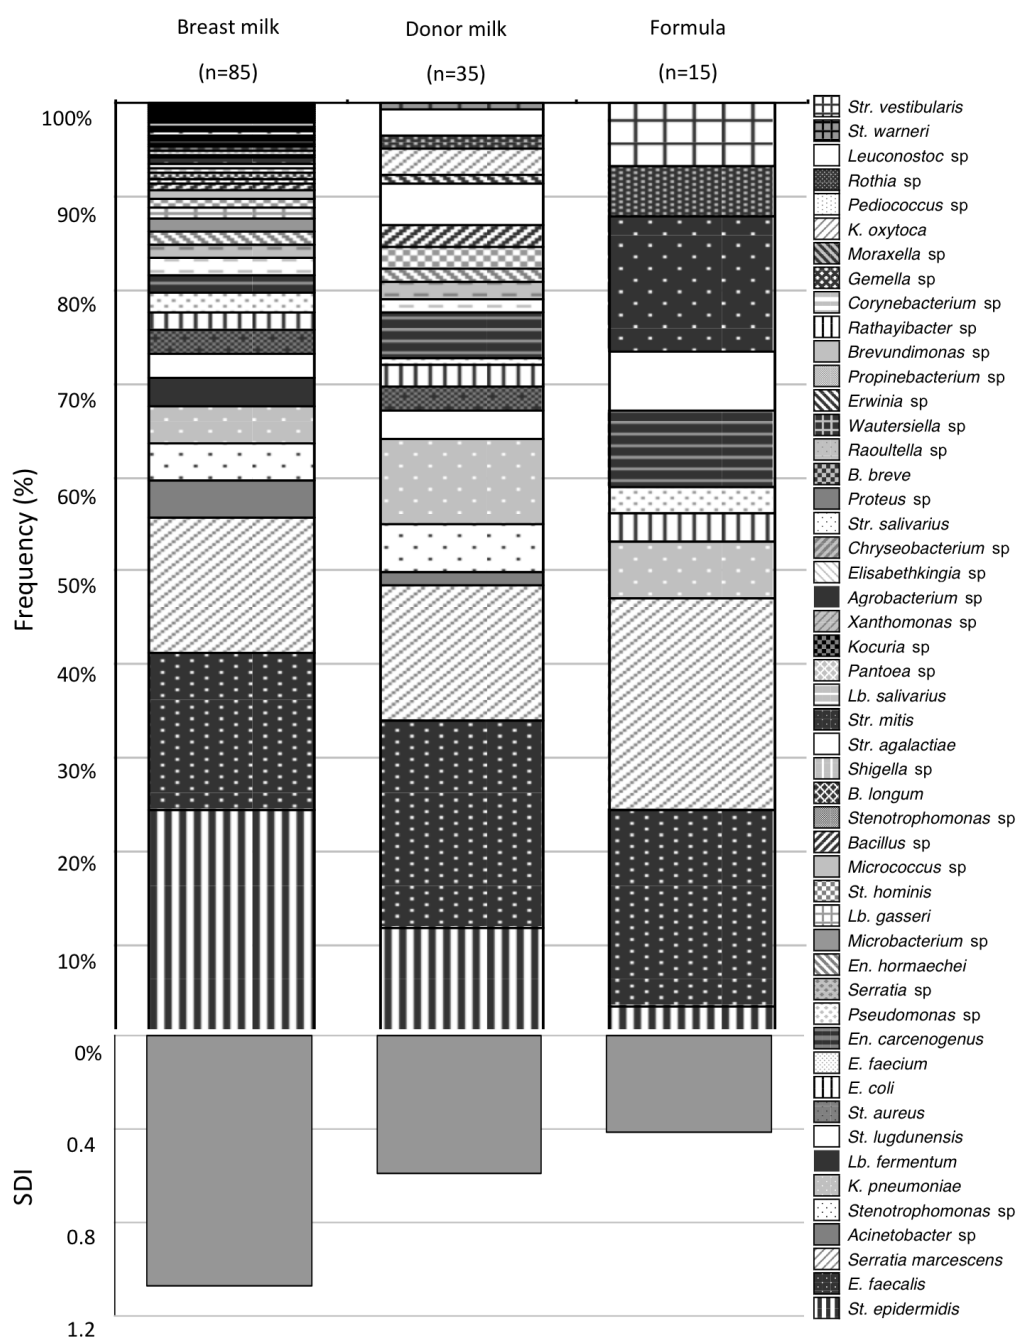 Breast milk
Donor milk
Formula
(n=85)
(n=35)
(n=15)
100%
90%
80%
70%
60%
50%
40%
30%
20%
10%
0%
0.4
0.8
1.2
Frequency (%)
SDI
Str. vestibularis
St. warneri
Leuconostoc sp
Rothia sp
Pediococcus sp
K. oxytoca
Moraxella sp
Gemella sp
Corynebacterium sp
Rathayibacter sp
Brevundimonas sp
Propinebacterium sp
Erwinia sp
Wautersiella sp
Raoultella sp
B. breve
Proteus sp
Str. salivarius
Chryseobacterium sp
Elisabethkingia sp
Agrobacterium sp
Xanthomonas sp
Kocuria sp
Pantoea sp
Lb. salivarius
Str. mitis
Str. agalactiae
Shigella sp
B. longum
Stenotrophomonas sp
Bacillus sp
Micrococcus sp
St. hominis
Lb. gasseri
Microbacterium sp
En. hormaechei
Serratia sp
Pseudomonas sp
En. carcenogenus
E. faecium
E. coli
St. aureus
St. lugdunensis
Lb. fermentum
K. pneumoniae
Stenotrophomonas sp
Acinetobacter sp
Serratia marcescens
E. faecalis
St. epidermidis